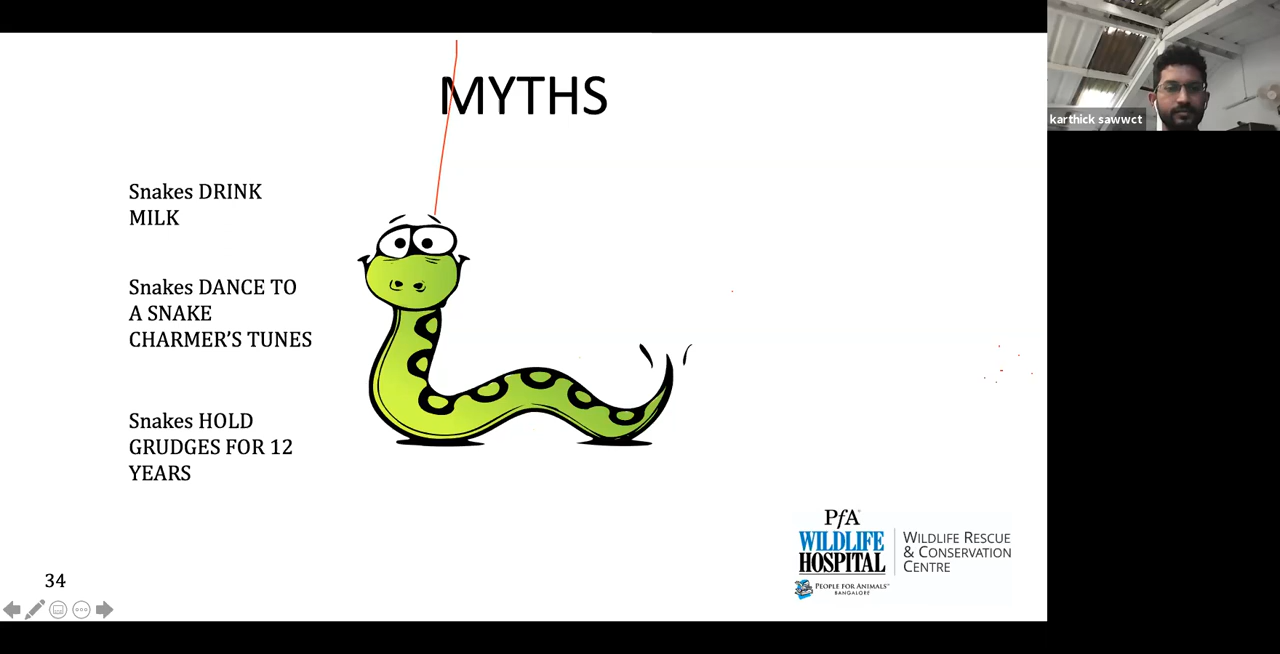 MYTHS
karthick sawwct
Snakes DRINK
MILK
Snakes DANCE TO
A SNAKE
CHARMER’S TUNES
Snakes HOLD
GRUDGES FOR 12
YEARS
PfA
WILDLIFE
HOSPITAL
PEOPLE FOR ANIMALS
BANGALORE
WILDLIFE RESCUE
& CONSERVATION
CENTRE
34